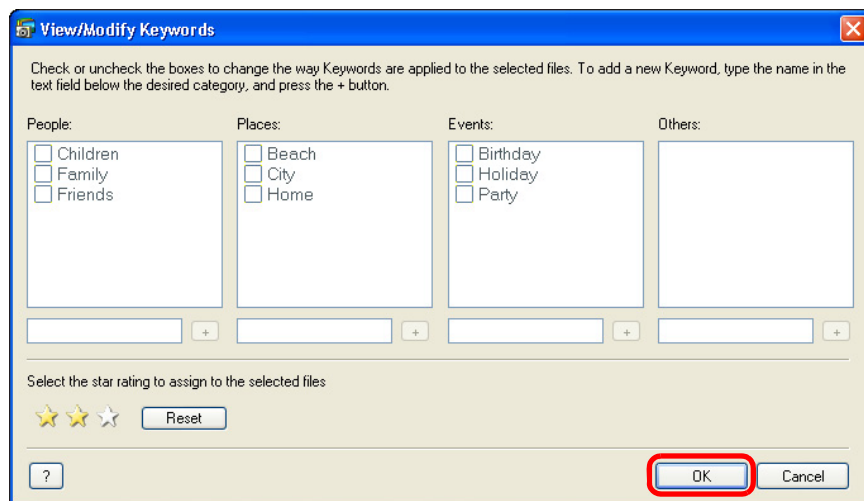 View/Modify Keywords
Check or uncheck the boxes to change the way Keywords are applied to the selected files. To add a new Keyword, type the name in the
text field below the desired category, and press the + button.
People: Places: Events: Others:
Children Beach Birthday
Family City Holiday
Friends Home Party
+ + + +
Select the star rating to assign to the selected files
Reset
? OK Cancel